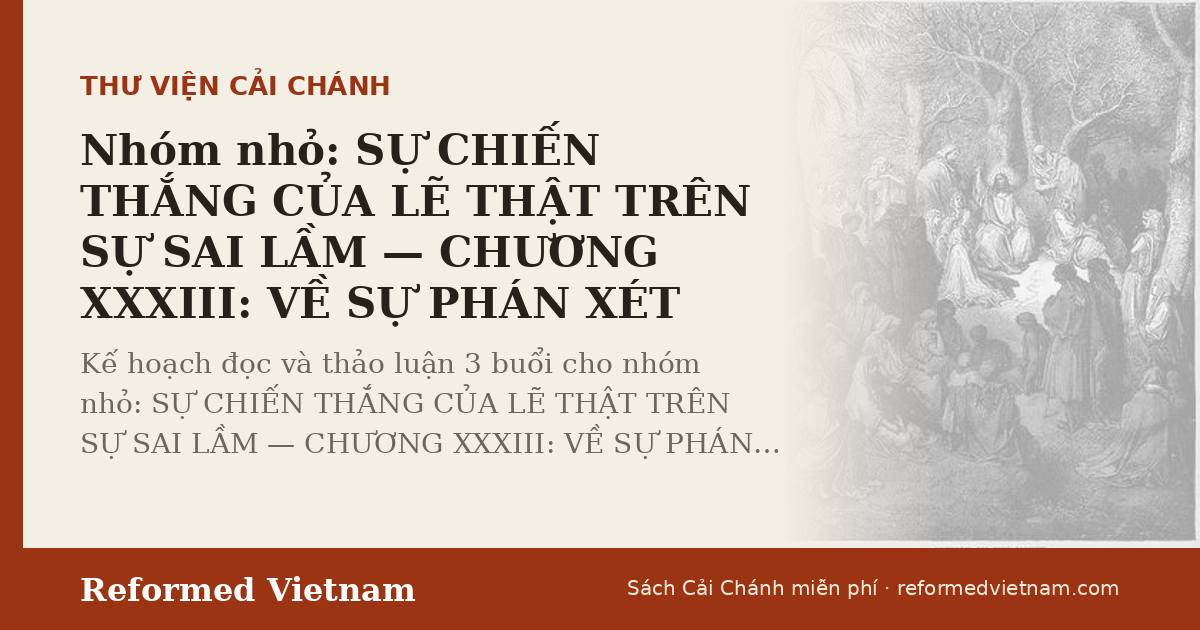 THƯ VIỆN CẢI CHÁNH
Nhóm nhỏ: SỰ CHIẾN
THẮNG CỦA LẼ THẬT TRÊN
SỰ SAI LẦM — CHƯƠNG
XXXIII: VỀ SỰ PHÁN XÉT
Kế hoạch đọc và thảo luận 3 buổi cho nhóm
nhỏ: SỰ CHIẾN THẮNG CỦA LẼ THẬT TRÊN
SỰ SAI LẦM — CHƯƠNG XXXIII: VỀ SỰ PHÁN...
Reformed Vietnam
Sách Cải Chánh miễn phí · reformedvietnam.com